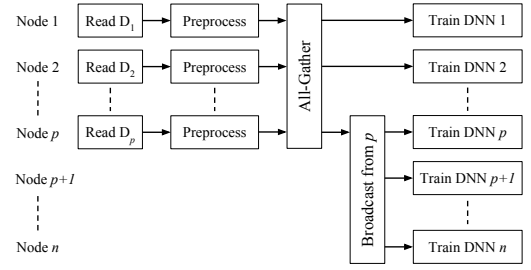 Node 1 Read D1 Preprocess Train DNN 1
Node 2 Read D2 Preprocess All-Gather Train DNN 2
Node p Read Dp Preprocess Train DNN p
Node p+1 Broadcast from p Train DNN p+1
Node n Train DNN n